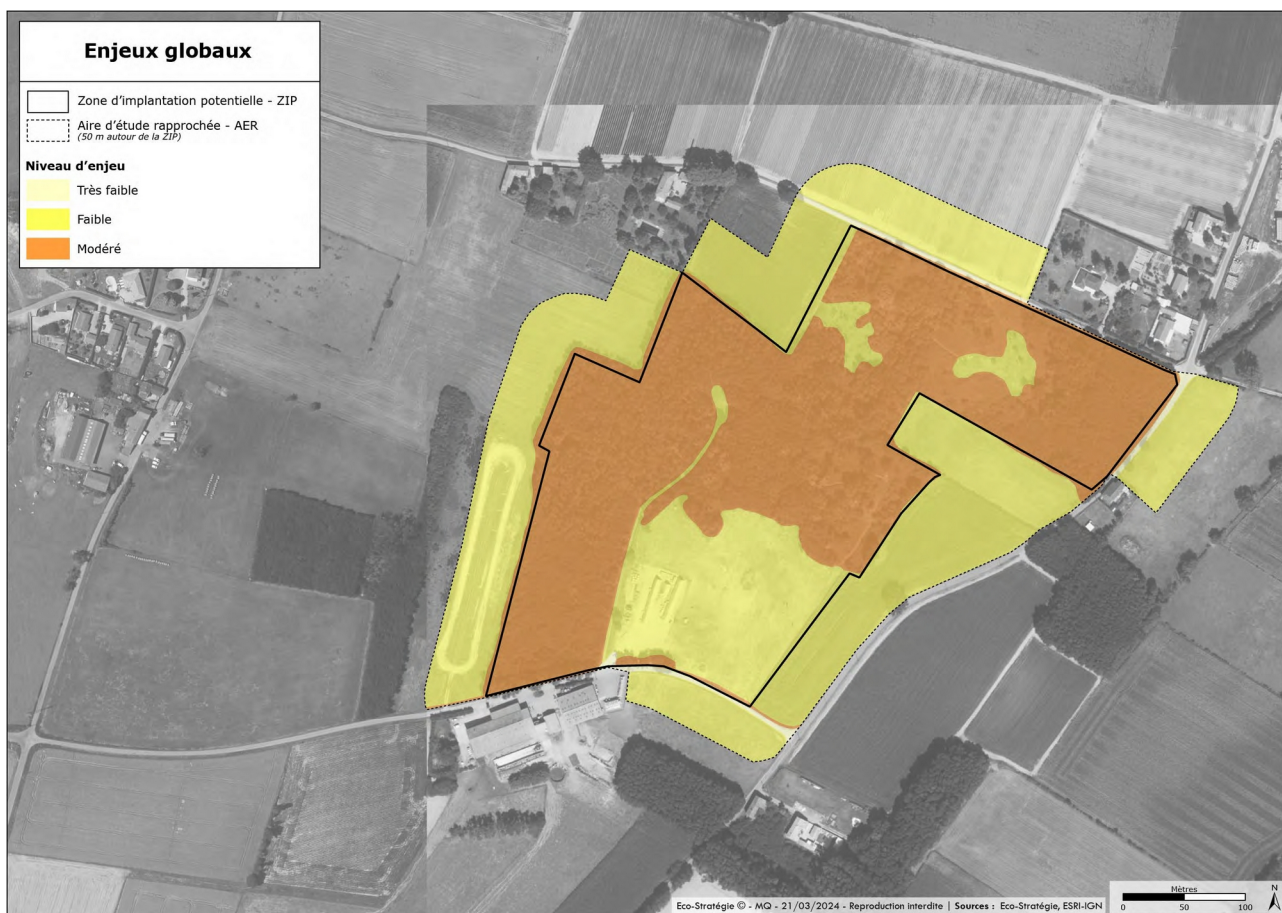 Enjeux globaux
Zone d'implantation potentielle - ZIP
Aire d'étude rapprochée - AER
(50 m autour de la ZIP)
Niveau d'enjeu
Très faible
Faible
Modéré
Eco-Stratégie © - MQ - 21/03/2024 - Reproduction interdite | Sources : Eco-Stratégie, ESRI-IGN
Mètres
0 50 100
N